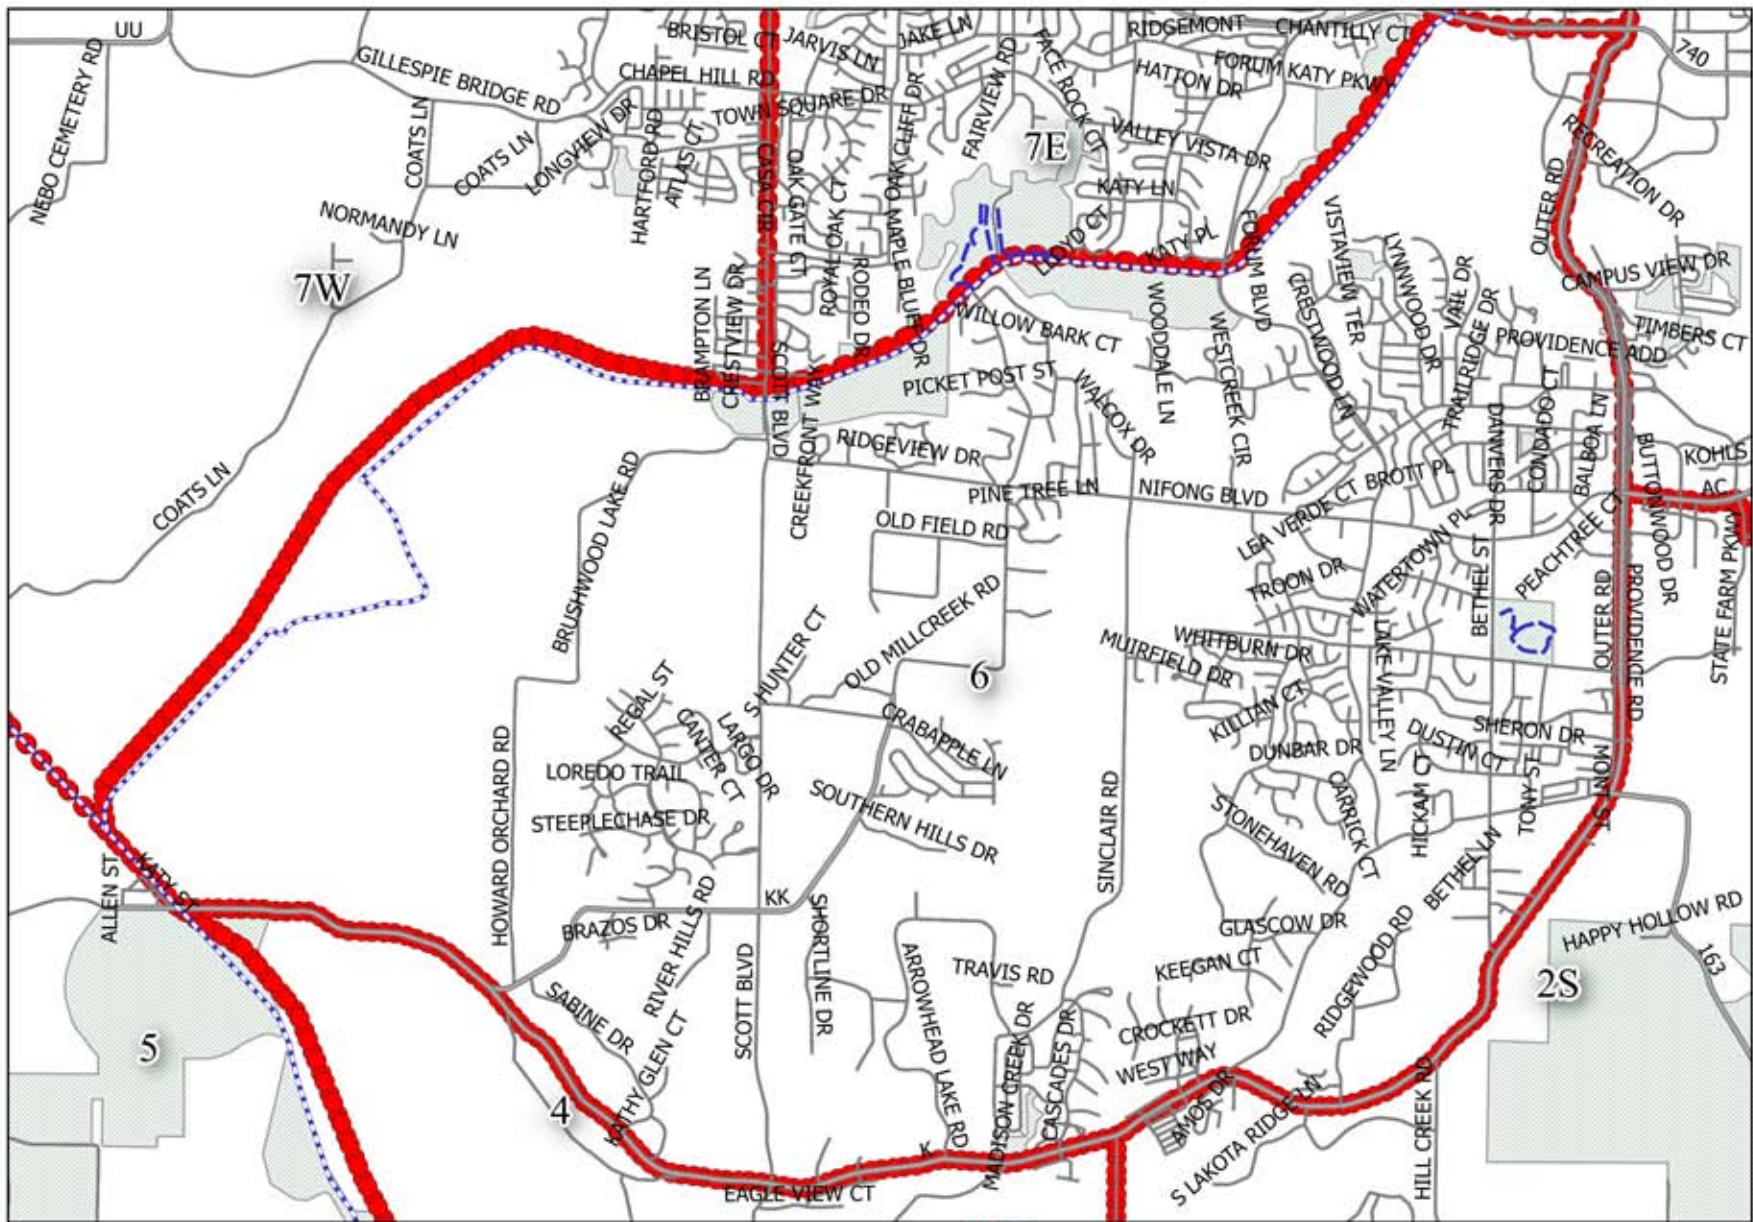 UU
NEBO CEMETERY RD
GILLESPIE BRIDGE RD
BRISTOL CT
JARVIS LN
JAKE LN
FAIRVIEW RD
FACE ROCK CT
RIDGEMONT
CHANTILLY CT
740
CHAPEL HILL RD
FORUM KATY PKWY
HATTON DR
TOWN SQUARE DR
COATS LN
COATS LN
LONGVIEW DR
HARTFORD RD
ATLAS CT
CASA CIR
OAK GATE ST
ROYAL OAK CT
OAK CLIFF DR
7E
VALLEY VISTA DR
RECREATION DR
KATY LN
OUTER RD
NORMANDY LN
7W
MAPLE BLUFF DR
RODEO DR
LLOYD CT
KATY PL
FORUM BLVD
VISTAVIEW TER
LYNNWOOD DR
VAIL DR
CAMPUS VIEW DR
BRAMPTON LN
CRESTVIEW DR
WILLOW BARK CT
WOODDALE LN
WESTCREEK CIR
CRESTWOOD LN
TRAILRIDGE DR
TIMBERS CT
PROVIDENCE ADD
SCOTT BLVD
CREEKFRONT WAY
PICKET POST ST
WALCOX DR
DANVERS DR
CONDADO CT
BALBOA LN
BUTTONWOOD DR
KOHLS
AC
COATS LN
BRUSHWOOD LAKE RD
RIDGEVIEW DR
PINE TREE LN
NIFONG BLVD
BROTT PL
LEA VERDE CT
OLD FIELD RD
WATERTOWN PL
BETHEL ST
PEACHTREE CT
STATE FARM PKWY
TROON DR
OLD MILLCREEK RD
S HUNTER CT
6
WHITBURN DR
MUIRFIELD DR
LAKE VALLEY LN
OUTER RD
PROVIDENCE RD
KILLIAN CT
REGAL ST
CANTER CT
LARGO DR
CRABAPPLE LN
DUNBAR DR
DUSTIN CT
SHERON DR
HOWARD ORCHARD RD
LOREDO TRAIL
STEEPLECHASE DR
SOUTHERN HILLS DR
SINCLAIR RD
STONEHAVEN RD
CARRICK CT
HICKAM CT
TONY ST
NONT ST
BETHEL LN
ALLEN ST
KATY ST
KK
BRAZOS DR
RIVER HILLS RD
SHORTLINE DR
GLASCOW DR
HAPPY HOLLOW RD
163
SCOTT BLVD
ARROWHEAD LAKE RD
TRAVIS RD
KEEGAN CT
RIDGEWOOD RD
2S
5
SABINE DR
KATHY GLEN CT
4
MADISON CREEK DR
CASCADES DR
CROCKETT DR
WEST WAY
AMOS DR
S LAKOTA RIDGE LN
HILL CREEK RD
K
EAGLE VIEW CT